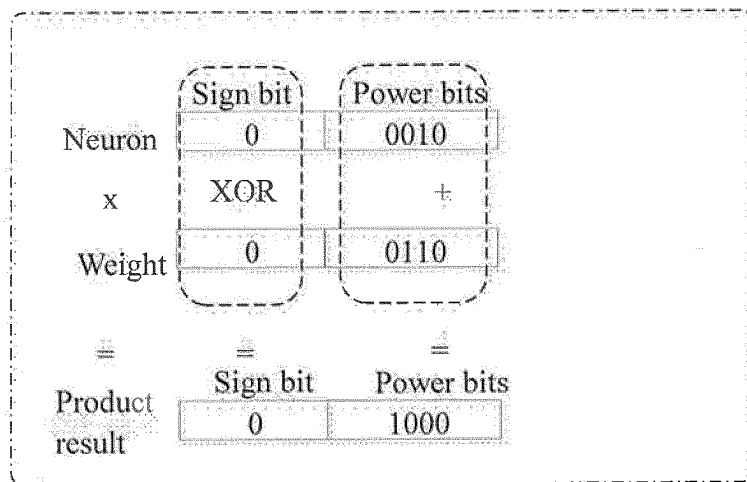 Sign bit Power bits
Neuron 0 0010
x XOR +
Weight 0 0110
= = =
Sign bit Power bits
Product
0 1000
result